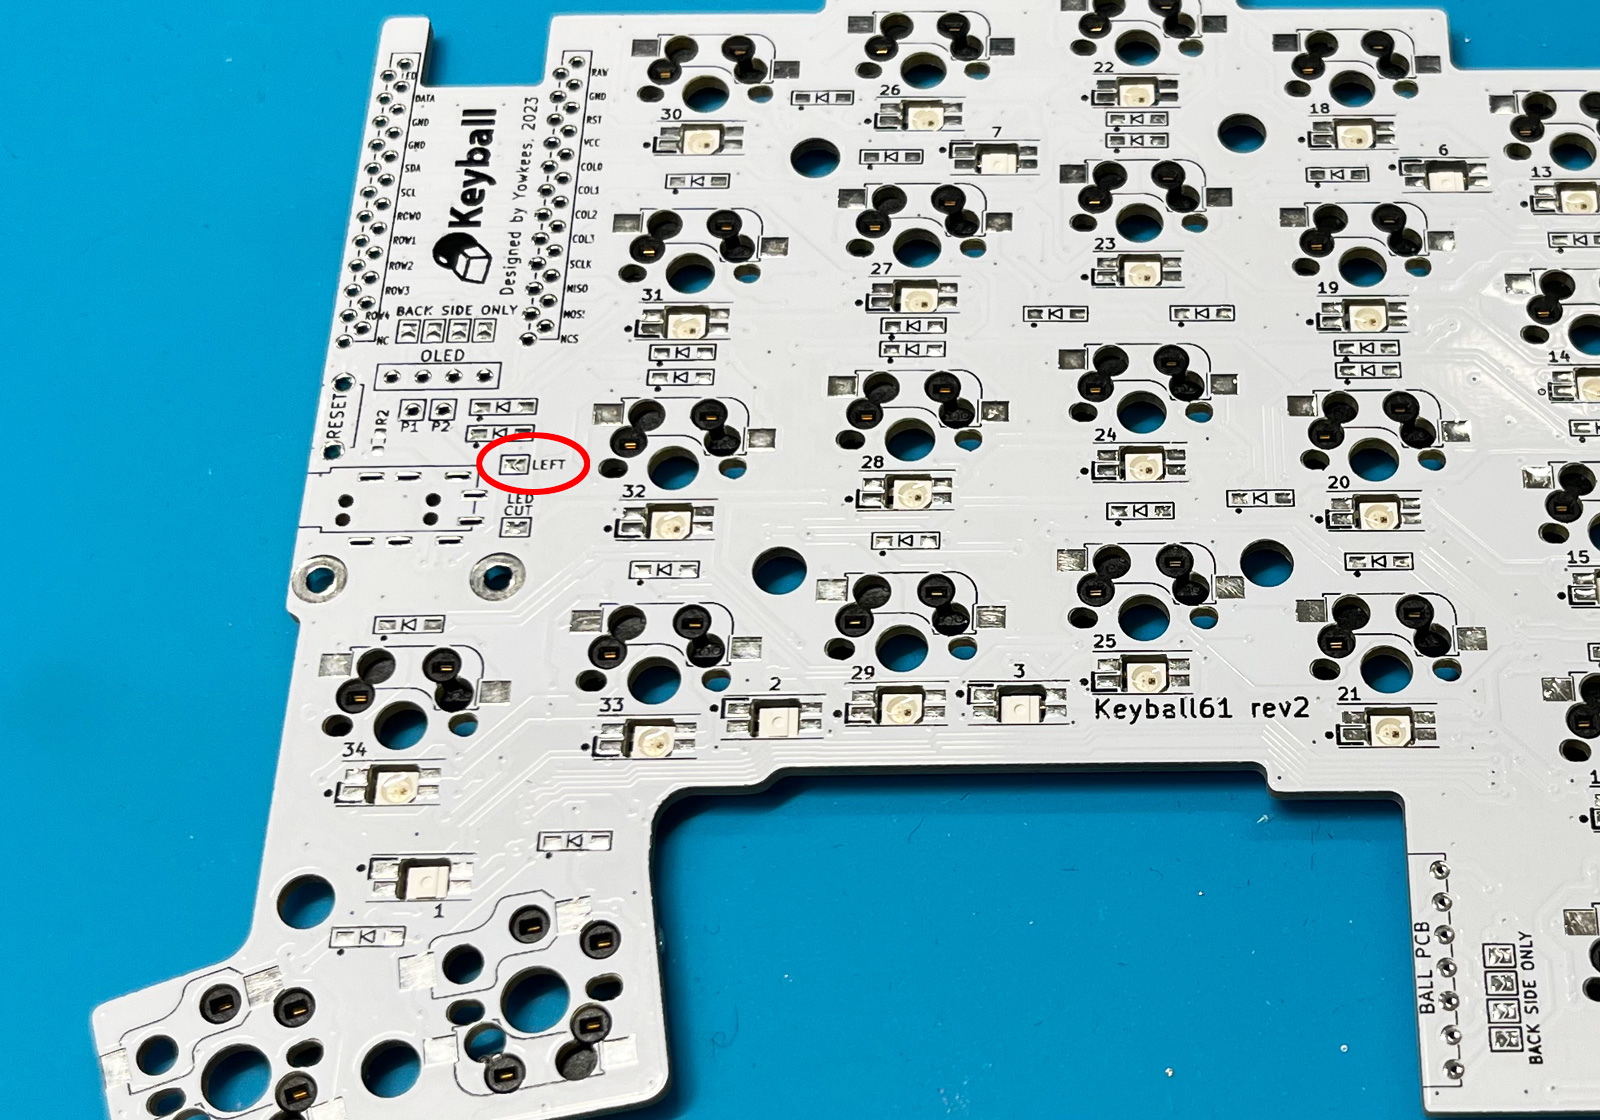 LED
DATA
GND
GND
SDA
SCL
ROW0
ROW1
ROW2
ROW3
ROW4
NC
Keyball
Designed by Yowkees, 2023
RAW
GND
RST
VCC
COL0
COL1
COL2
COL3
SCLK
MISO
MOSI
NCS
BACK SIDE ONLY
OLED
RESET
R2
P1 P2
LEFT
LED
CUT
30
26
22
18
7
6
13
31
27
23
19
14
32
28
24
20
15
33
2
29
3
25
21
34
1
Keyball61 rev2
BALL PCB
BACK SIDE ONLY